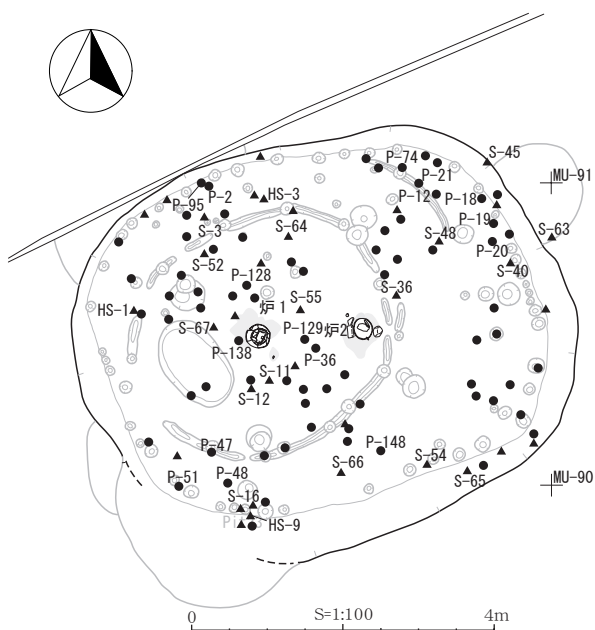 S-45
P-74
MU-91
P-21
P-2
HS-3
P-12
P-18
P-95
P-19
S-3
S-64
S-48
S-63
P-20
S-52
S-40
P-128
S-36
S-55
HS-1
炉1
S-67
P-129
炉2
P-138
P-36
S-11
S-12
P-47
P-148
S-54
S-66
P-51
P-48
S-65
MU-90
S-16
HS-9
0
S=1:100
4m